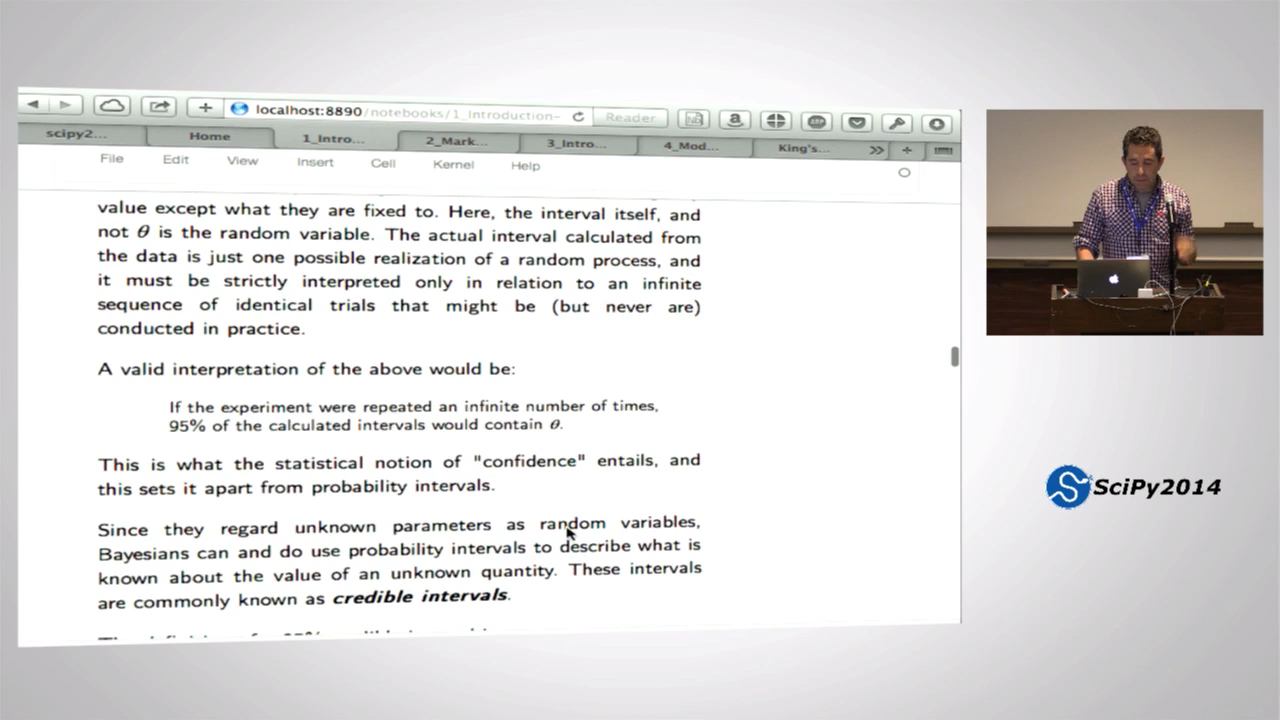 localhost:8890/notebooks/1_Introduction-
Reader
scipy2...
Home
1_Intro...
2_Mark...
3_Intro...
4_Mod...
King's...
File Edit View Insert Cell Kernel Help
value except what they are fixed to. Here, the interval itself, and
not θ is the random variable. The actual interval calculated from
the data is just one possible realization of a random process, and
it must be strictly interpreted only in relation to an infinite
sequence of identical trials that might be (but never are)
conducted in practice.
A valid interpretation of the above would be:
If the experiment were repeated an infinite number of times,
95% of the calculated intervals would contain θ.
This is what the statistical notion of "confidence" entails, and
this sets it apart from probability intervals.
Since they regard unknown parameters as random variables,
Bayesians can and do use probability intervals to describe what is
known about the value of an unknown quantity. These intervals
are commonly known as credible intervals.
SciPy2014